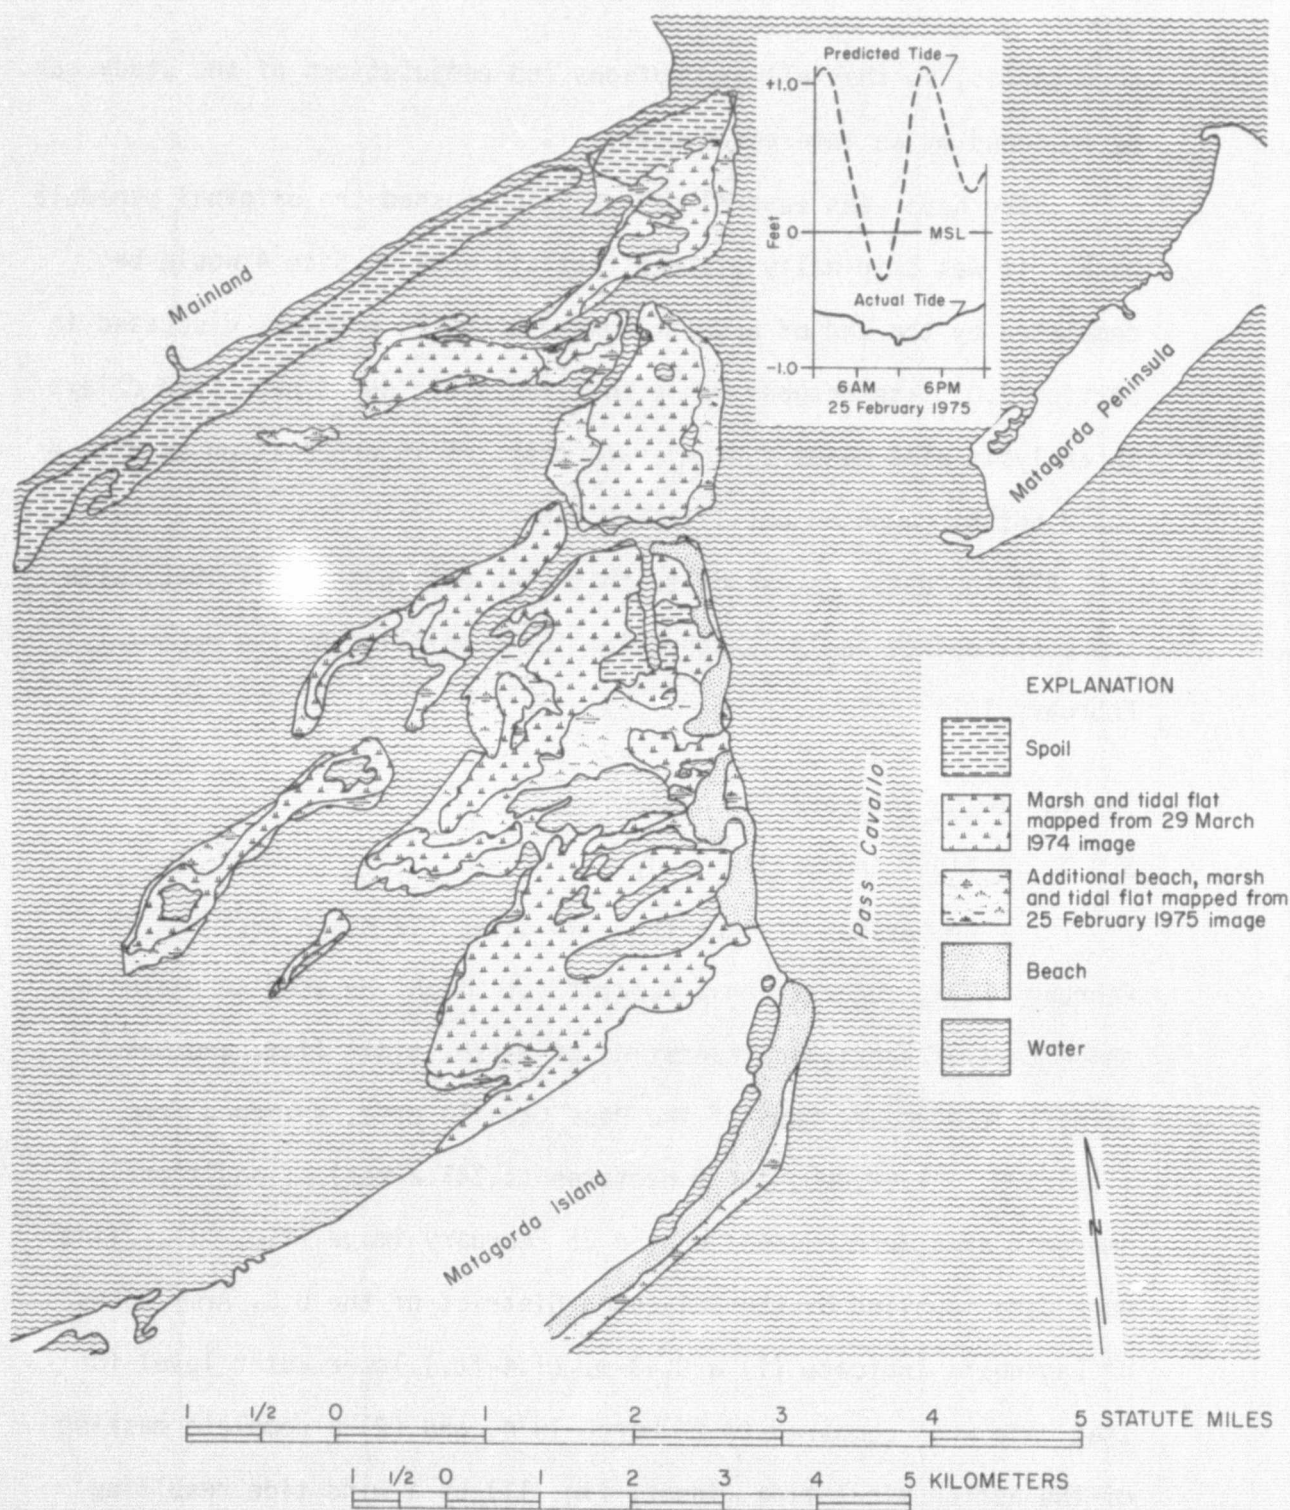 Predicted Tide
+1.0
Feet
0
MSL
Actual Tide
-1.0
6AM 6PM
25 February 1975
Mainland
Matagorda Peninsula
EXPLANATION
Spoil
Marsh and tidal flat
mapped from 29 March
1974 image
Additional beach, marsh
and tidal flat mapped from
25 February 1975 image
Beach
Water
Pass Cavallo
Matagorda Island
N
1 1/2 0 1 2 3 4 5 STATUTE MILES
1 1/2 0 1 2 3 4 5 KILOMETERS